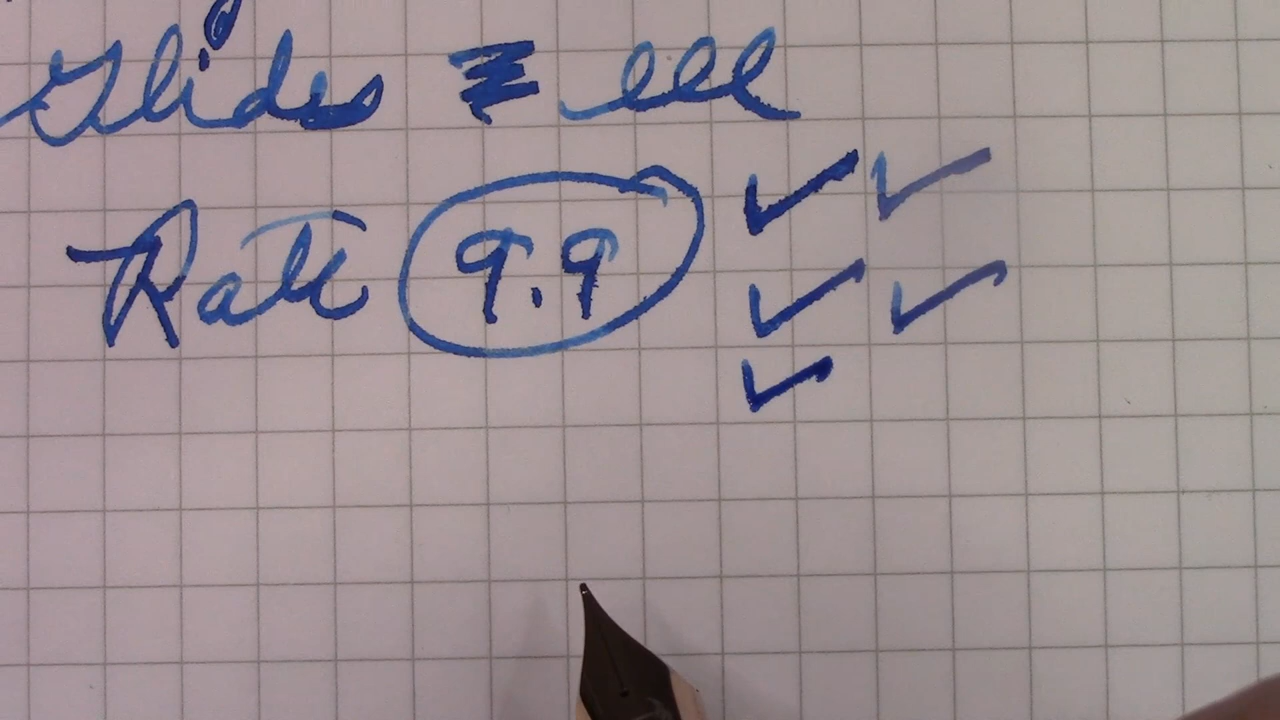 Glides lll
Rate 9.9 ✓ ✓
✓ ✓
✓